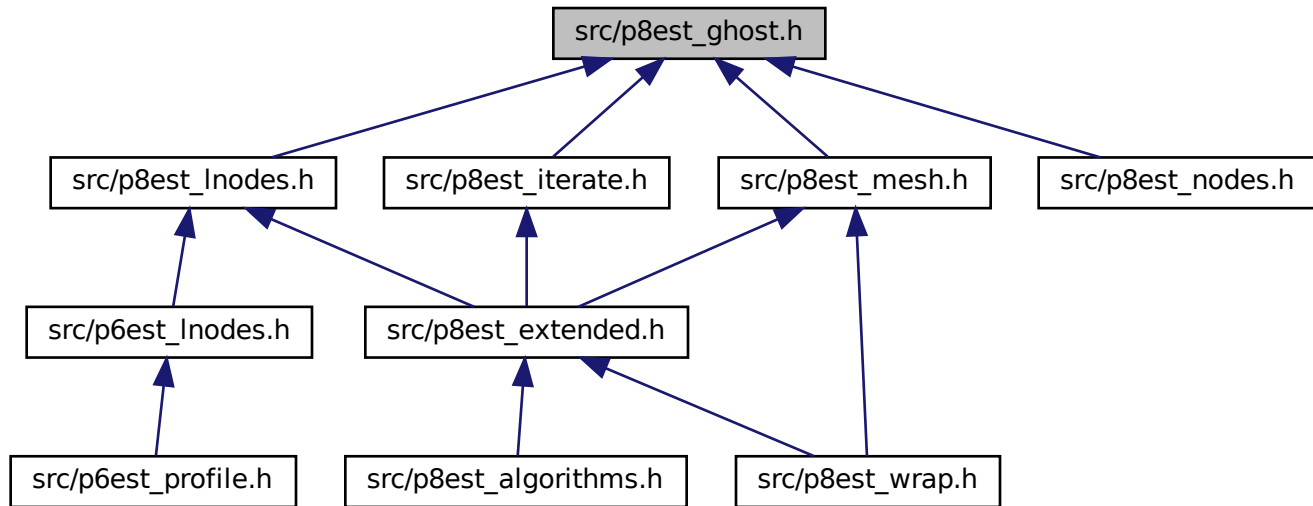 src/p8est_ghost.h
src/p8est_lnodes.h
src/p8est_iterate.h
src/p8est_mesh.h
src/p8est_nodes.h
src/p6est_lnodes.h
src/p8est_extended.h
src/p6est_profile.h
src/p8est_algorithms.h
src/p8est_wrap.h